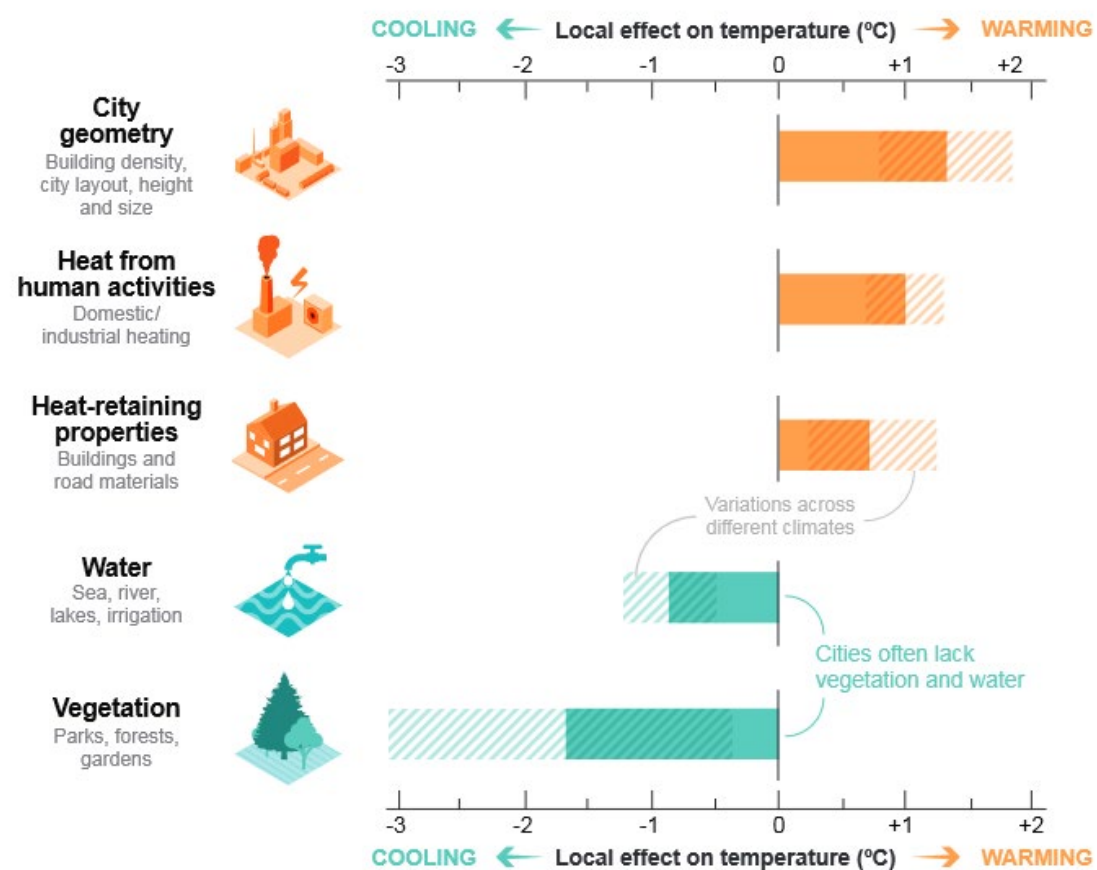 COOLING ← Local effect on temperature (ºC) → WARMING
-3 -2 -1 0 +1 +2
City
geometry
Building density,
city layout, height
and size
Heat from
human activities
Domestic/
industrial heating
Heat-retaining
properties
Buildings and
road materials
Variations across
different climates
Water
Sea, river,
lakes, irrigation
Cities often lack
vegetation and water
Vegetation
Parks, forests,
gardens
-3 -2 -1 0 +1 +2
COOLING ← Local effect on temperature (ºC) → WARMING